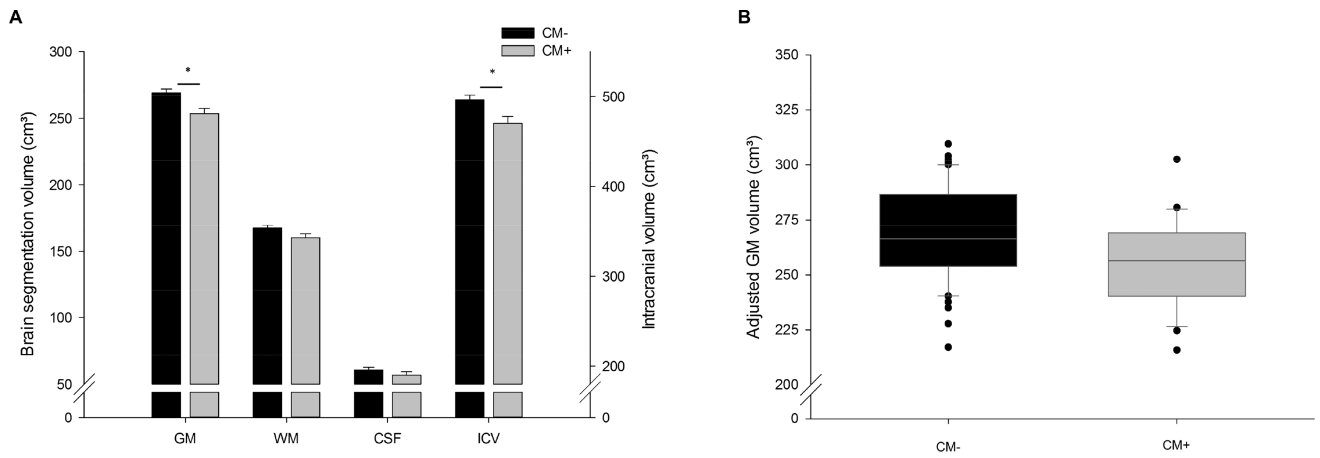 A
CM-
CM+
Brain segmentation volume (cm³)
300
250
200
150
100
50
0
*
*
Intracranial volume (cm³)
500
400
300
200
0
GM
WM
CSF
ICV
B
Adjusted GM volume (cm³)
350
325
300
275
250
225
200
0
CM-
CM+